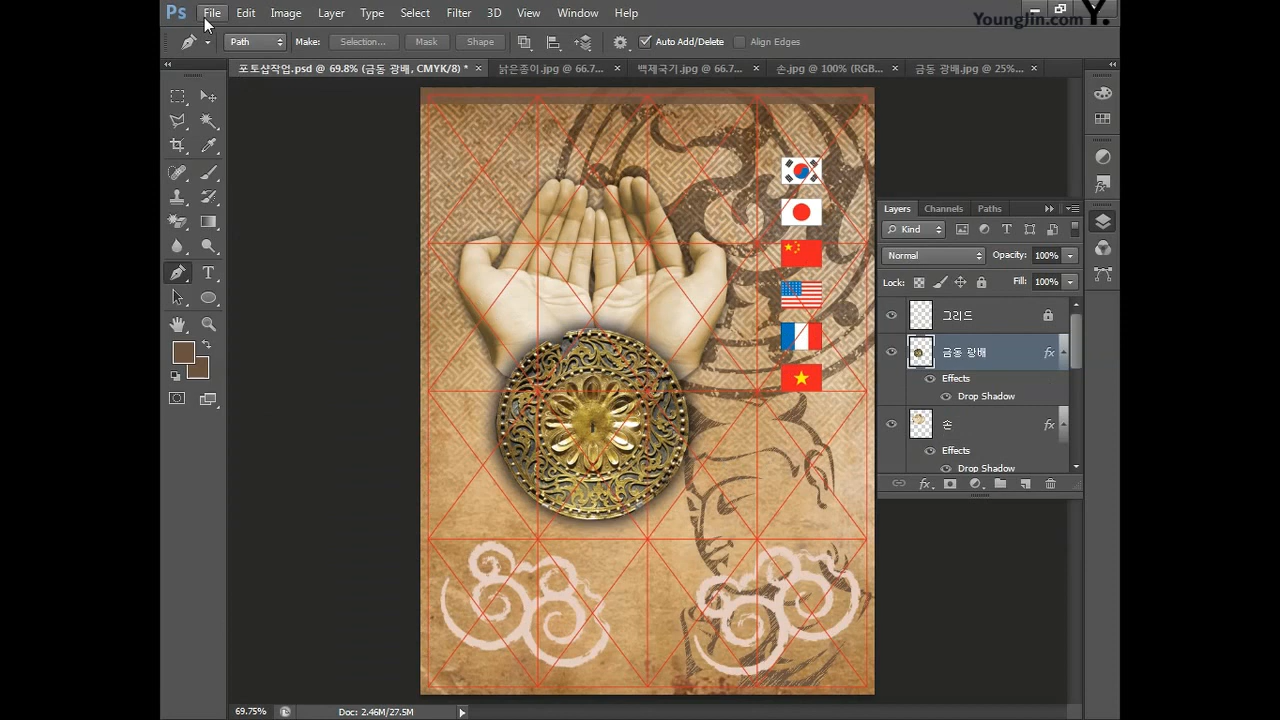 Ps File Edit Image Layer Type Select Filter 3D View Window Help
YoungJin.com Y.
Path Make: Selection... Mask Shape Auto Add/Delete Align Edges
포토샵작업.psd @ 69.8% (금동 광배, CMYK/8) * × 낡은종이.jpg @ 66.7... × 백제국기.jpg @ 66.7... × 손.jpg @ 100% (RGB... × 금동 광배.jpg @ 25%... ×
Layers Channels Paths
Kind
Normal Opacity: 100%
Lock: Fill: 100%
그리드
금동 광배 fx
Effects
Drop Shadow
손 fx
Effects
Drop Shadow
69.75% Doc: 2.46M/27.5M